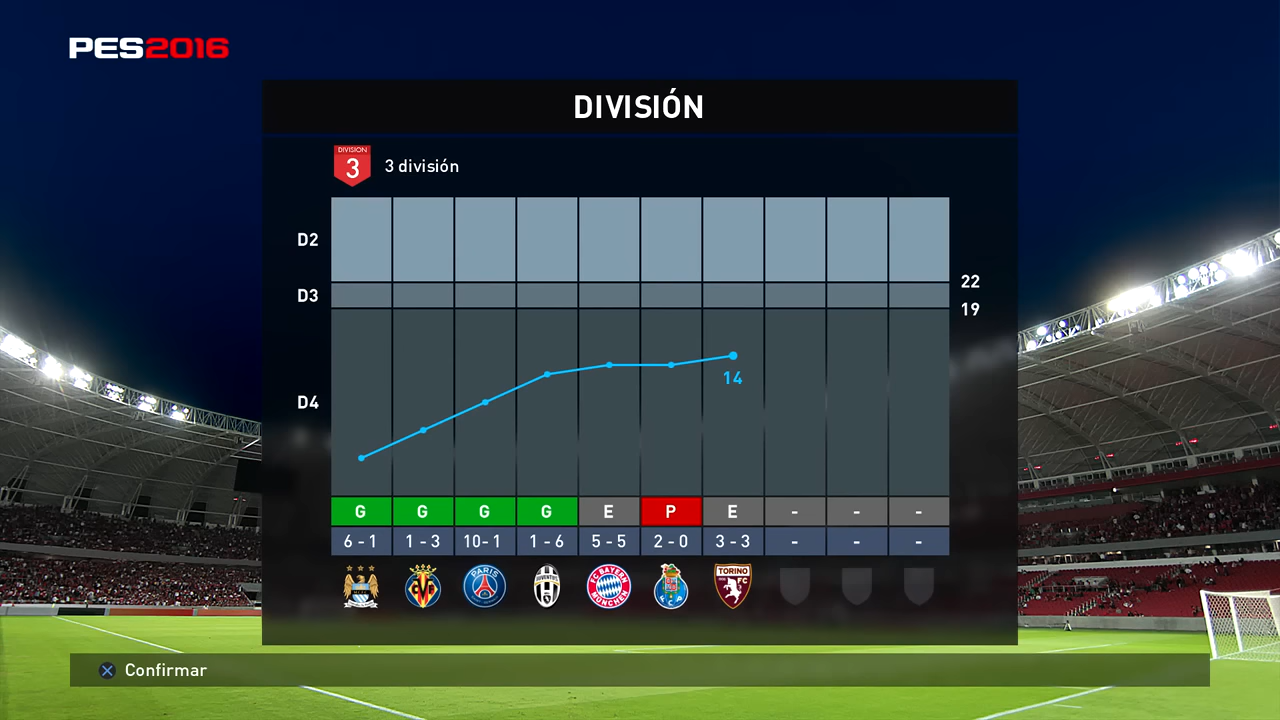 PES2016
DIVISIÓN
DIVISION
3
3 división
D2
22
D3
19
14
D4
G G G G E P E - - -
6 - 1 1 - 3 10 - 1 1 - 6 5 - 5 2 - 0 3 - 3 - - -
PARIS
JUVENTUS
FC BAYERN
MÜNCHEN
F C P
TORINO
FC
Confirmar